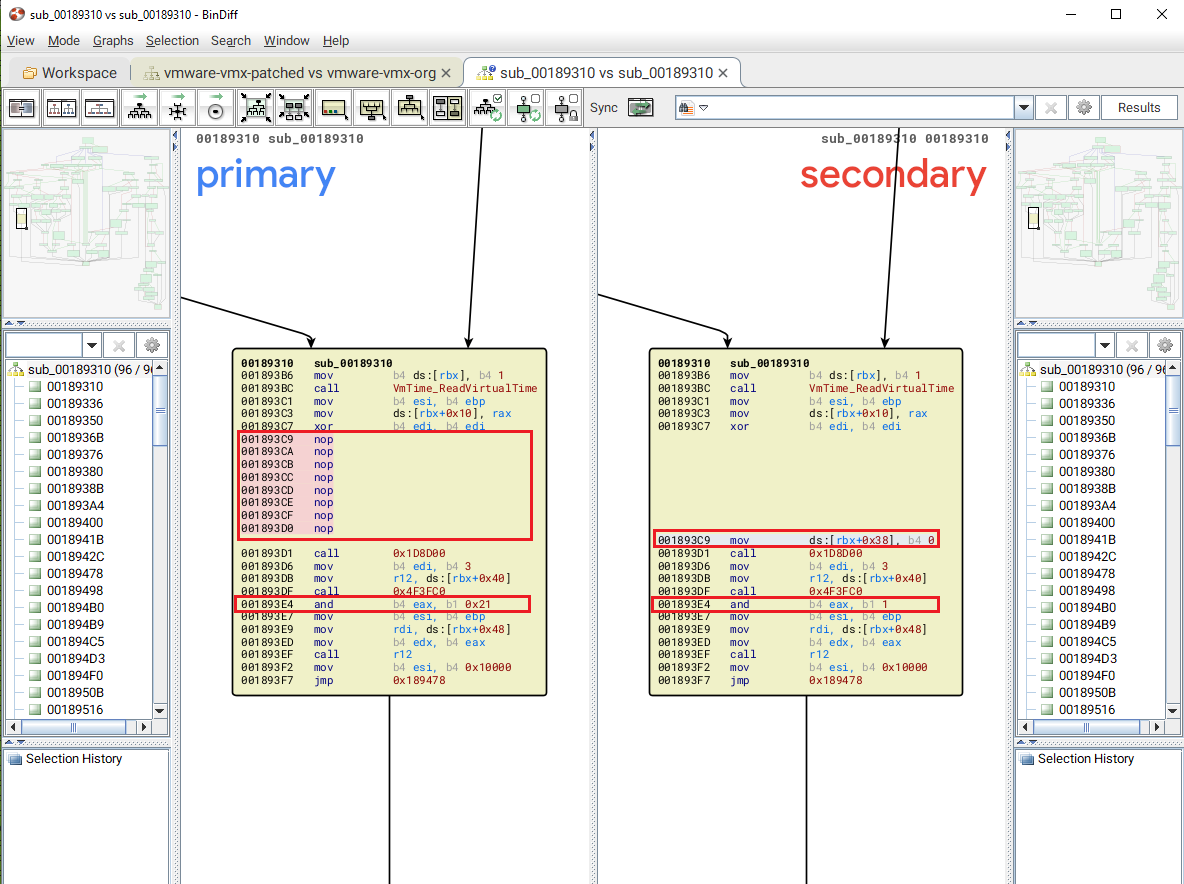 sub_00189310 vs sub_00189310 - BinDiff
View Mode Graphs Selection Search Window Help
Workspace
vmware-vmx-patched vs vmware-vmx-org
sub_00189310 vs sub_00189310
Sync
Results
00189310 sub_00189310
primary
sub_00189310 00189310
secondary
sub_00189310 (96 / 9
00189310
00189336
00189350
0018936B
00189376
00189380
0018938B
001893A4
00189400
0018941B
0018942C
00189478
00189498
001894B0
001894B9
001894C5
001894D3
001894F0
0018950B
00189516
Selection History
00189310 sub_00189310
001893B6 mov b4 ds:[rbx], b4 1
001893BC call VmTime_ReadVirtualTime
001893C1 mov b4 esi, b4 ebp
001893C3 mov ds:[rbx+0x10], rax
001893C7 xor b4 edi, b4 edi
001893C9 nop
001893CA nop
001893CB nop
001893CC nop
001893CD nop
001893CE nop
001893CF nop
001893D0 nop
001893D1 call 0x1D8D00
001893D6 mov b4 edi, b4 3
001893DB mov r12, ds:[rbx+0x40]
001893DF call 0x4F3FC0
001893E4 and b4 eax, b1 0x21
001893E7 mov b4 esi, b4 ebp
001893E9 mov rdi, ds:[rbx+0x48]
001893ED mov b4 edx, b4 eax
001893EF call r12
001893F2 mov b4 esi, b4 0x10000
001893F7 jmp 0x189478
00189310 sub_00189310
001893B6 mov b4 ds:[rbx], b4 1
001893BC call VmTime_ReadVirtualTime
001893C1 mov b4 esi, b4 ebp
001893C3 mov ds:[rbx+0x10], rax
001893C7 xor b4 edi, b4 edi
001893C9 mov ds:[rbx+0x38], b4 0
001893D1 call 0x1D8D00
001893D6 mov b4 edi, b4 3
001893DB mov r12, ds:[rbx+0x40]
001893DF call 0x4F3FC0
001893E4 and b4 eax, b1 1
001893E7 mov b4 esi, b4 ebp
001893E9 mov rdi, ds:[rbx+0x48]
001893ED mov b4 edx, b4 eax
001893EF call r12
001893F2 mov b4 esi, b4 0x10000
001893F7 jmp 0x189478
sub_00189310 (96 / 96
00189310
00189336
00189350
0018936B
00189376
00189380
0018938B
001893A4
00189400
0018941B
0018942C
00189478
00189498
001894B0
001894B9
001894C5
001894D3
001894F0
0018950B
00189516
Selection History